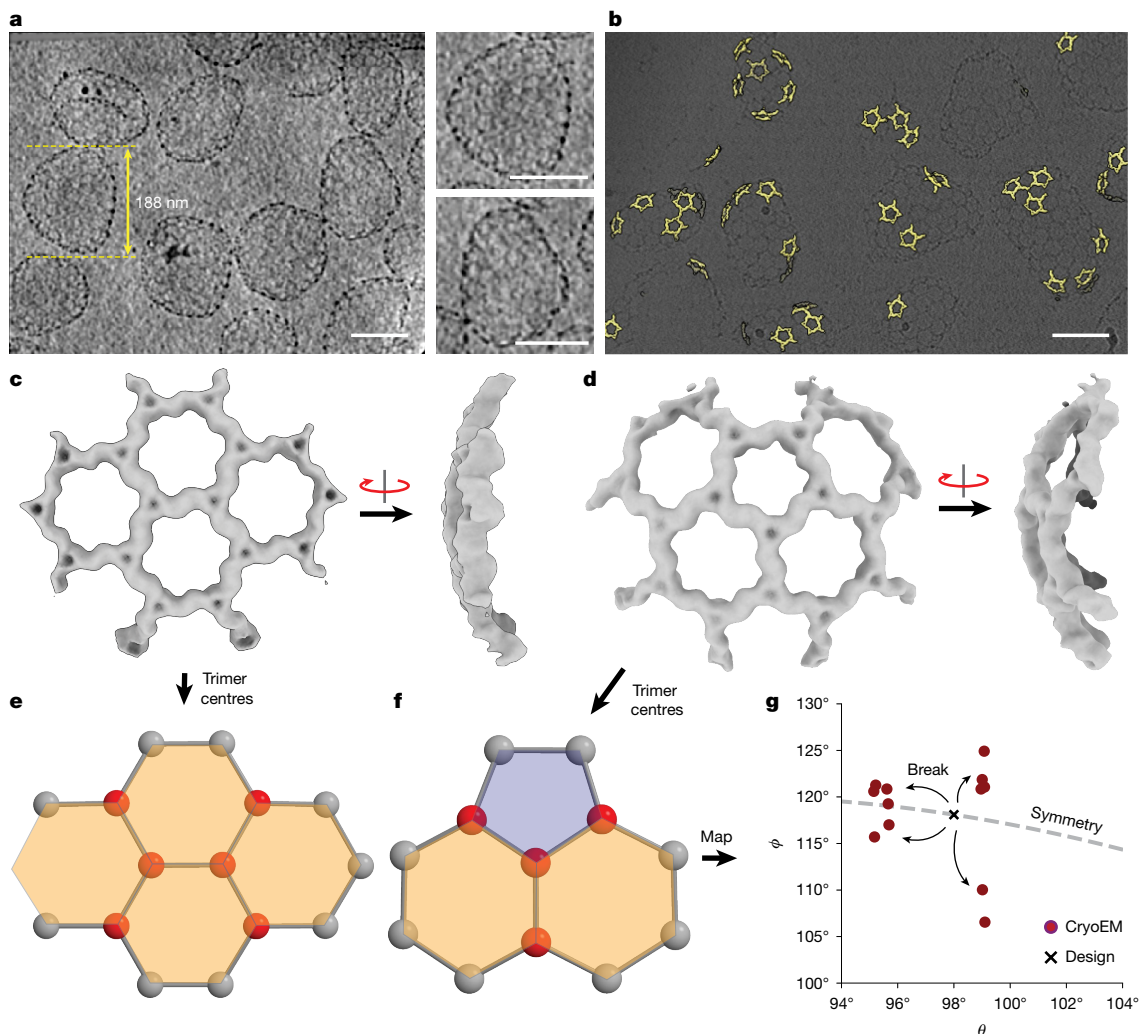 a
b
188 nm
c
d
Trimer
centres
Trimer
centres
e
f
g
Map
130°
125°
120°
115°
110°
105°
100°
ϕ
Break
Symmetry
CryoEM
Design
94°
96°
98°
100°
102°
104°
θ